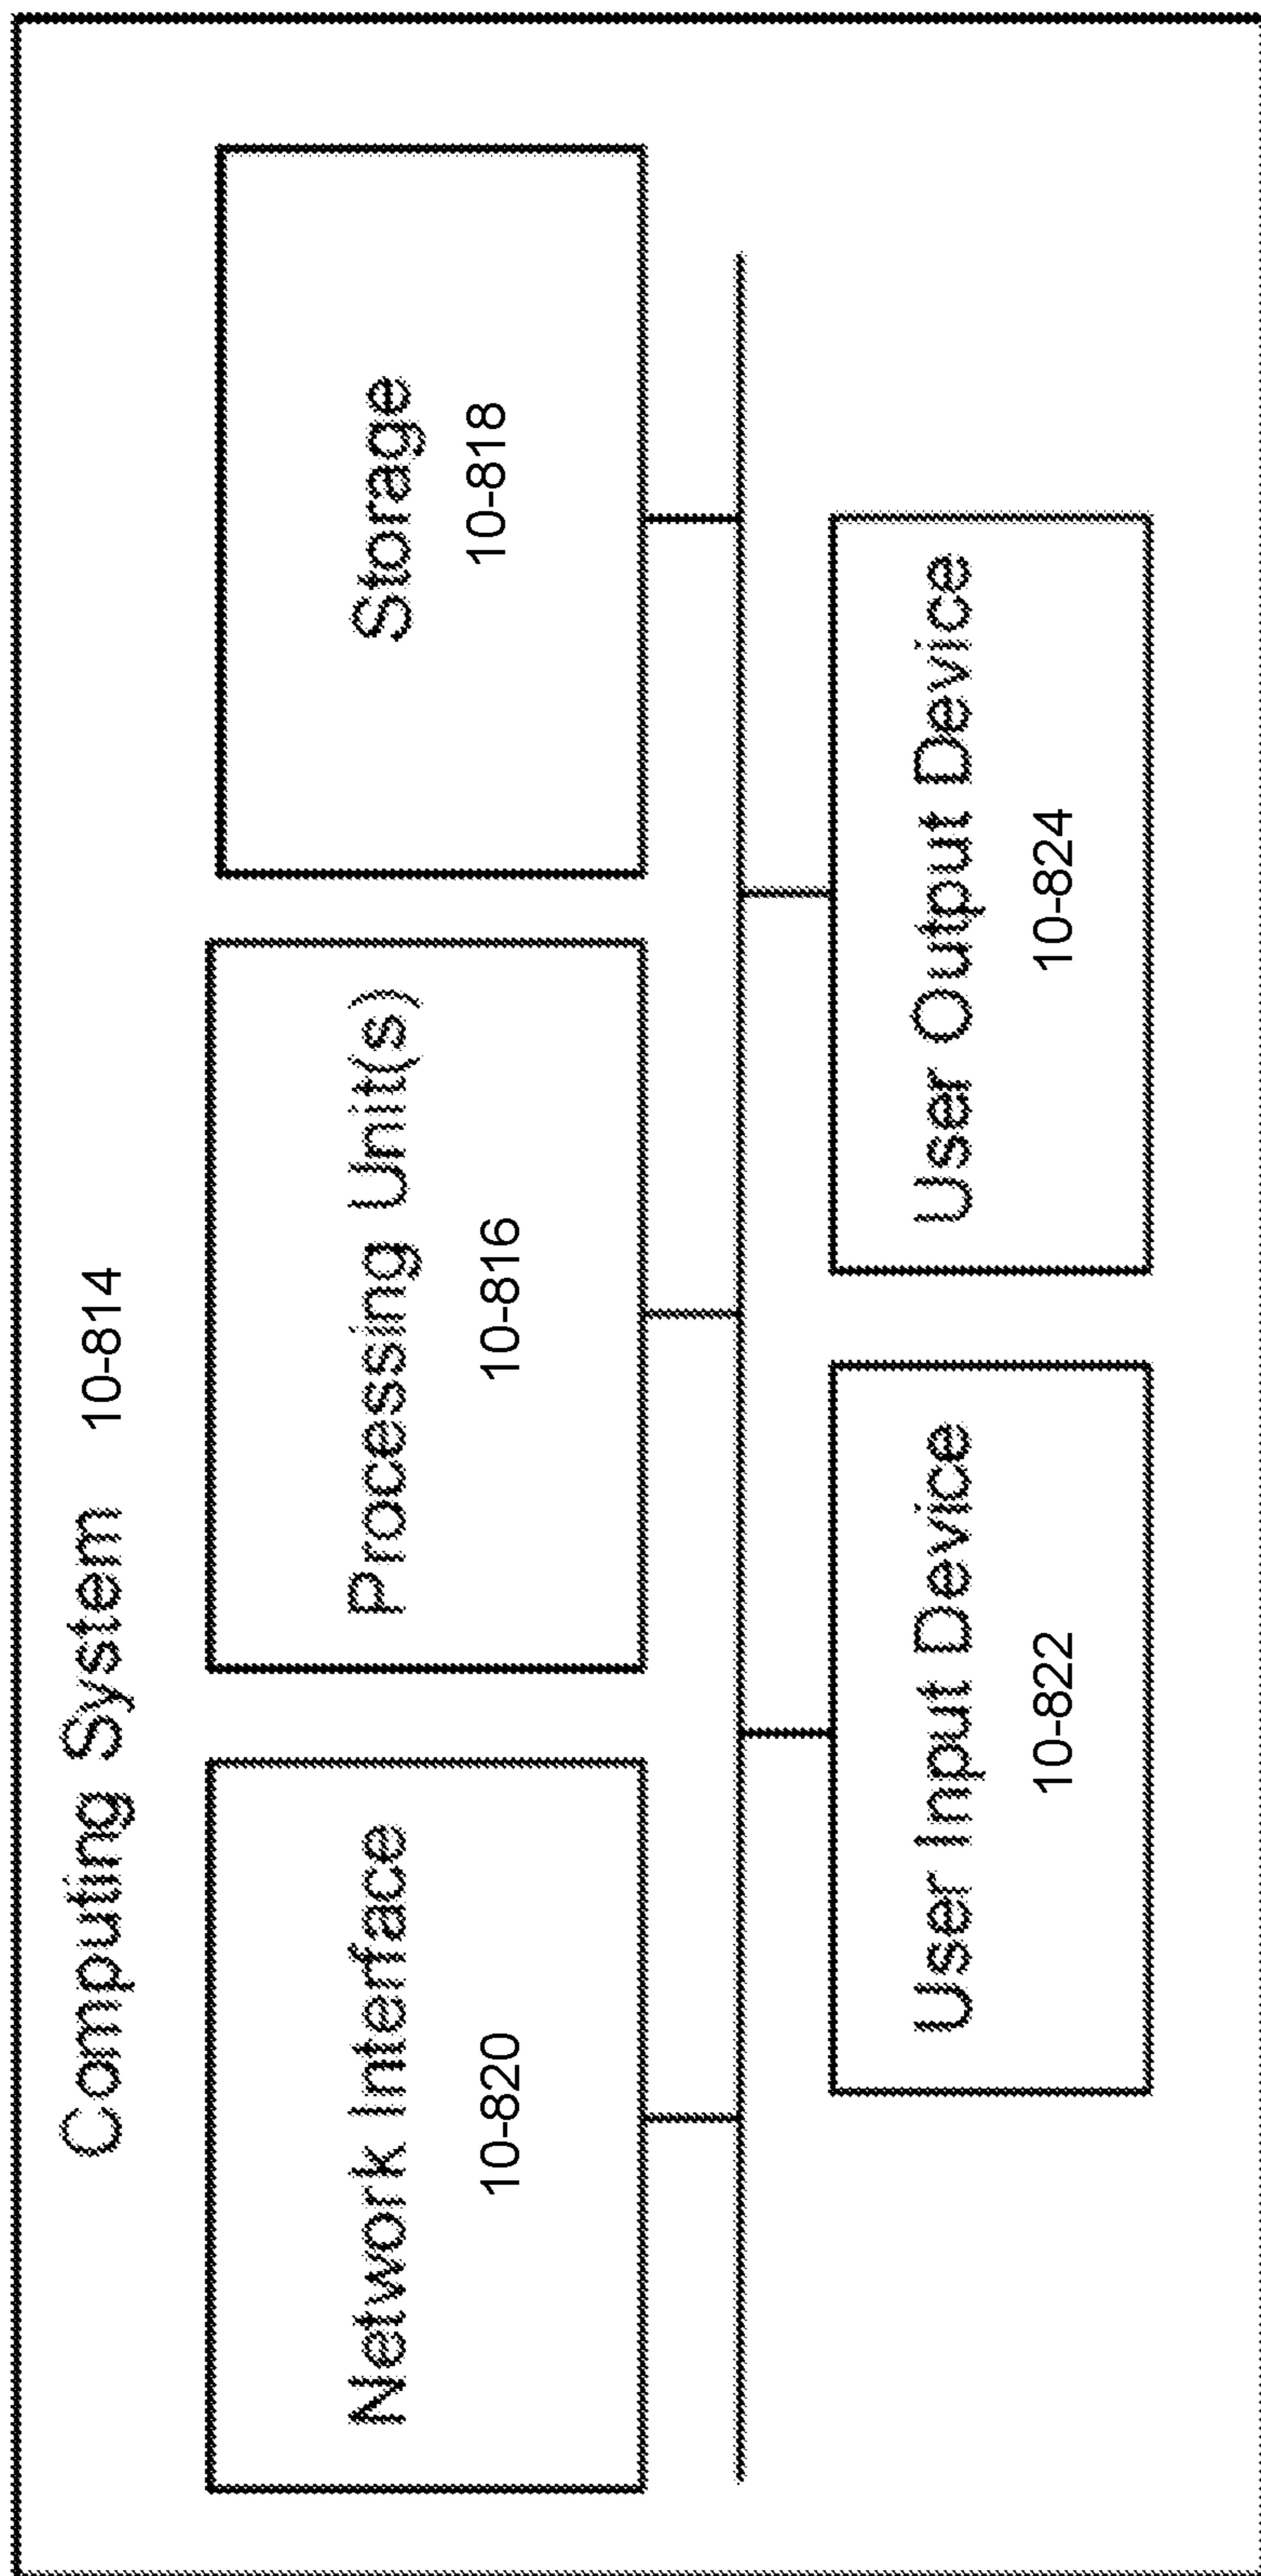 Computing System 10-814
Network Interface
10-820
Processing Unit(s)
10-816
Storage
10-818
User Input Device
10-822
User Output Device
10-824